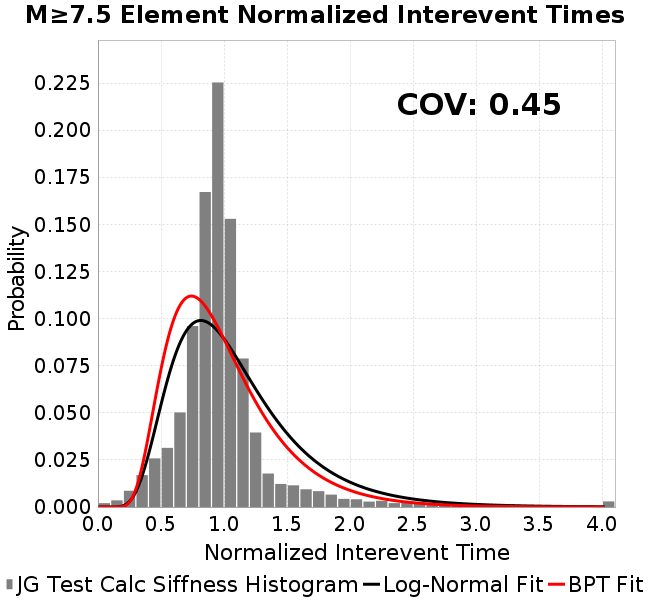 M≥7.5 Element Normalized Interevent Times
COV: 0.45
0.225
0.200
0.175
0.150
0.125
0.100
0.075
0.050
0.025
0.000
Probability
0.0 0.5 1.0 1.5 2.0 2.5 3.0 3.5 4.0
Normalized Interevent Time
JG Test Calc Siffness Histogram Log-Normal Fit BPT Fit